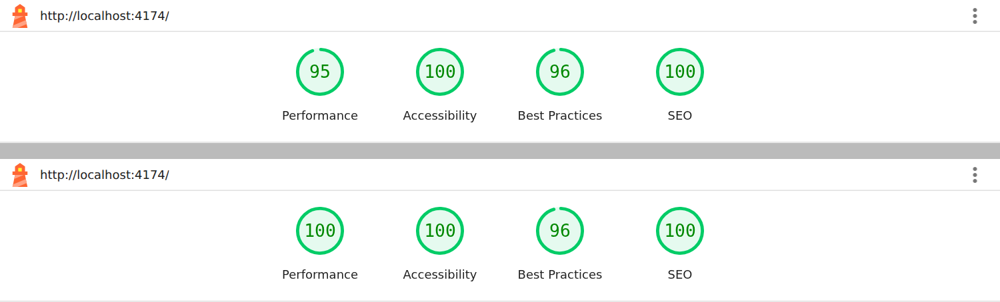 http://localhost:4174/
95 100 96 100
Performance Accessibility Best Practices SEO
http://localhost:4174/
100 100 96 100
Performance Accessibility Best Practices SEO